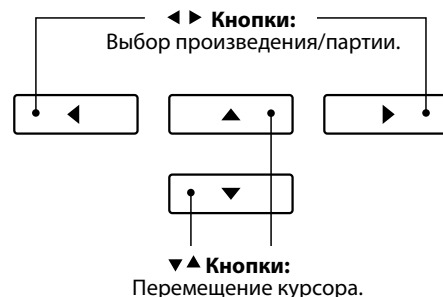 ◀ ▶ Кнопки:
Выбор произведения/партии.
▼▲ Кнопки:
Перемещение курсора.